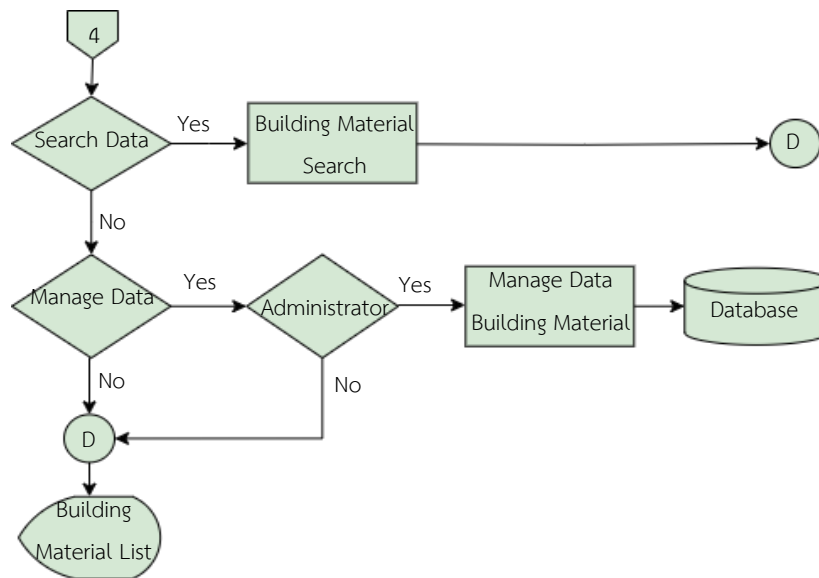 4
Search Data
Yes
Building Material
Search
D
No
Manage Data
Yes
Administrator
Yes
Manage Data
Building Material
Database
No
No
D
Building
Material List